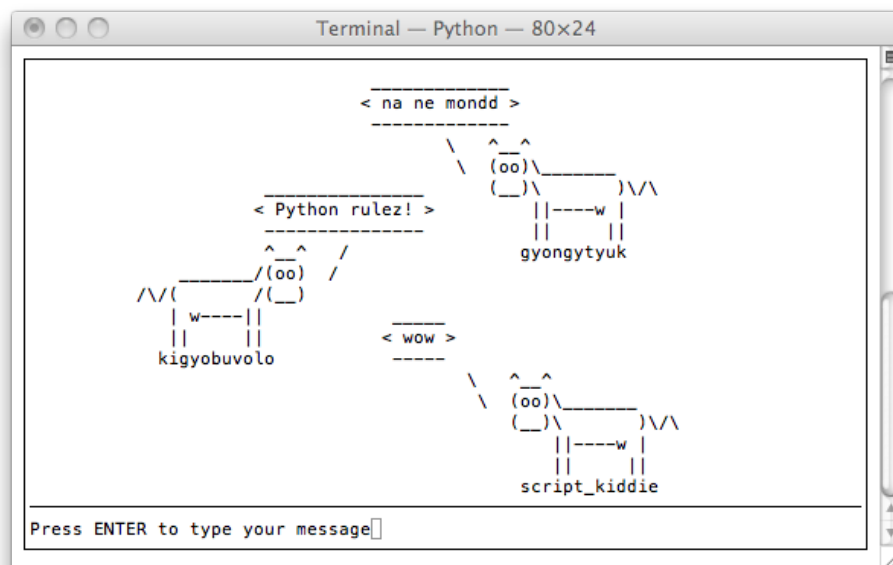 Terminal — Python — 80×24
< na ne mondd >
< Python rulez! >
gyongytyuk
< wow >
kigyobuvolo
script_kiddie
Press ENTER to type your message